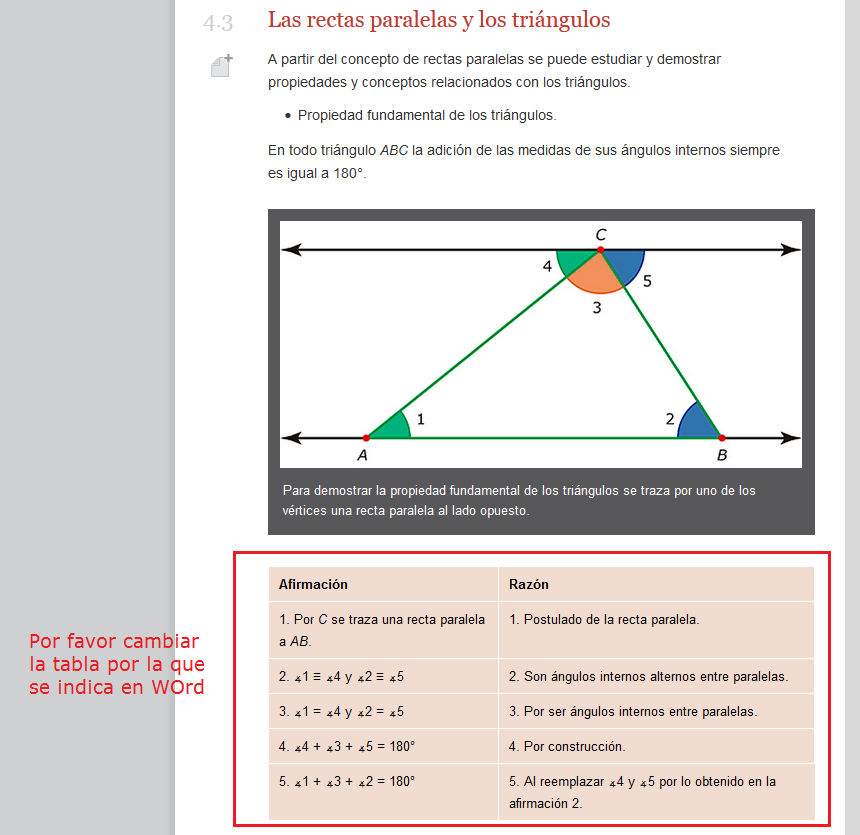 4.3 Las rectas paralelas y los triángulos
A partir del concepto de rectas paralelas se puede estudiar y demostrar
propiedades y conceptos relacionados con los triángulos.
• Propiedad fundamental de los triángulos.
En todo triángulo ABC la adición de las medidas de sus ángulos internos siempre
es igual a 180°.
C
4
5
3
1
2
A
B
Para demostrar la propiedad fundamental de los triángulos se traza por uno de los
vértices una recta paralela al lado opuesto.
Afirmación Razón
1. Por C se traza una recta paralela 1. Postulado de la recta paralela.
a AB.
Por favor cambiar
la tabla por la que
se indica en WOrd
2. ∡1 ≡ ∡4 y ∡2 ≡ ∡5 2. Son ángulos internos alternos entre paralelas.
3. ∡1 = ∡4 y ∡2 = ∡5 3. Por ser ángulos internos entre paralelas.
4. ∡4 + ∡3 + ∡5 = 180° 4. Por construcción.
5. ∡1 + ∡3 + ∡2 = 180° 5. Al reemplazar ∡4 y ∡5 por lo obtenido en la
afirmación 2.